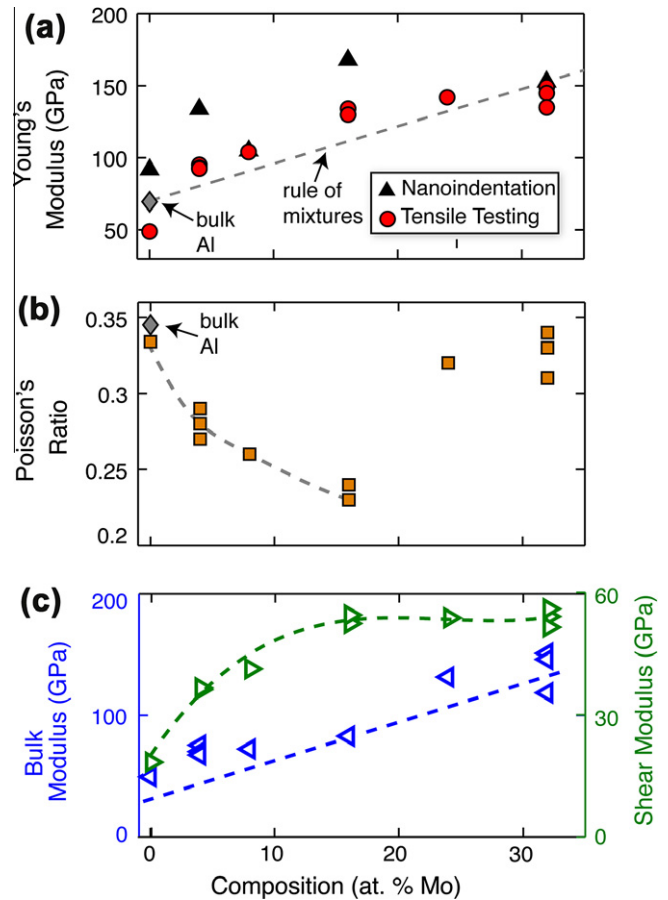 (a)
200
150
100
50
Young's
Modulus (GPa)
bulk
Al
rule of
mixtures
Nanoindentation
Tensile Testing
(b)
0.35
0.3
0.25
0.2
Poisson's
Ratio
bulk
Al
(c)
200
100
0
Bulk
Modulus (GPa)
60
30
0
Shear Modulus (GPa)
0 10 20 30
Composition (at. % Mo)